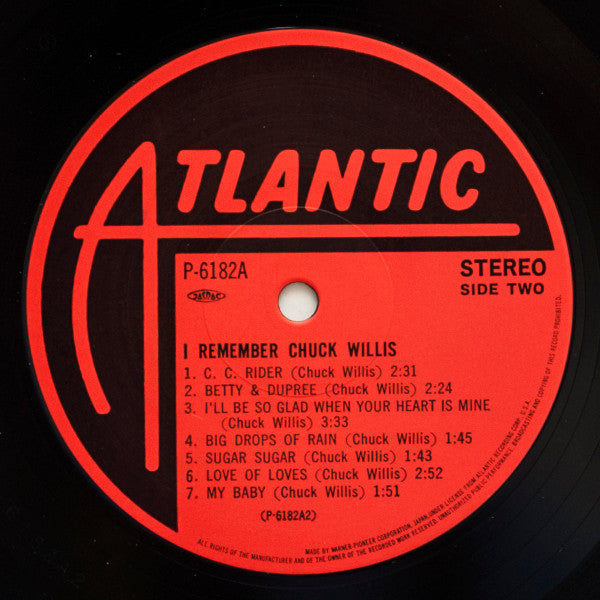 ATLANTIC
P-6182A
STEREO
JASRAC
SIDE TWO
I REMEMBER CHUCK WILLIS
1. C. C. RIDER (Chuck Willis) 2:31
2. BETTY & DUPREE (Chuck Willis) 2:24
3. I'LL BE SO GLAD WHEN YOUR HEART IS MINE
(Chuck Willis) 3:33
4. BIG DROPS OF RAIN (Chuck Willis) 1:45
5. SUGAR SUGAR (Chuck Willis) 1:43
6. LOVE OF LOVES (Chuck Willis) 2:52
7. MY BABY (Chuck Willis) 1:51
(P-6182A2)
MADE BY WARNER-PIONEER CORPORATION, JAPAN, UNDER LICENSE FROM ATLANTIC RECORDING CORP., U.S.A.
ALL RIGHTS OF THE MANUFACTURER AND OF THE OWNER OF THE RECORDED WORK RESERVED. UNAUTHORIZED PUBLIC PERFORMANCE, BROADCASTING AND COPYING OF THIS RECORD PROHIBITED.